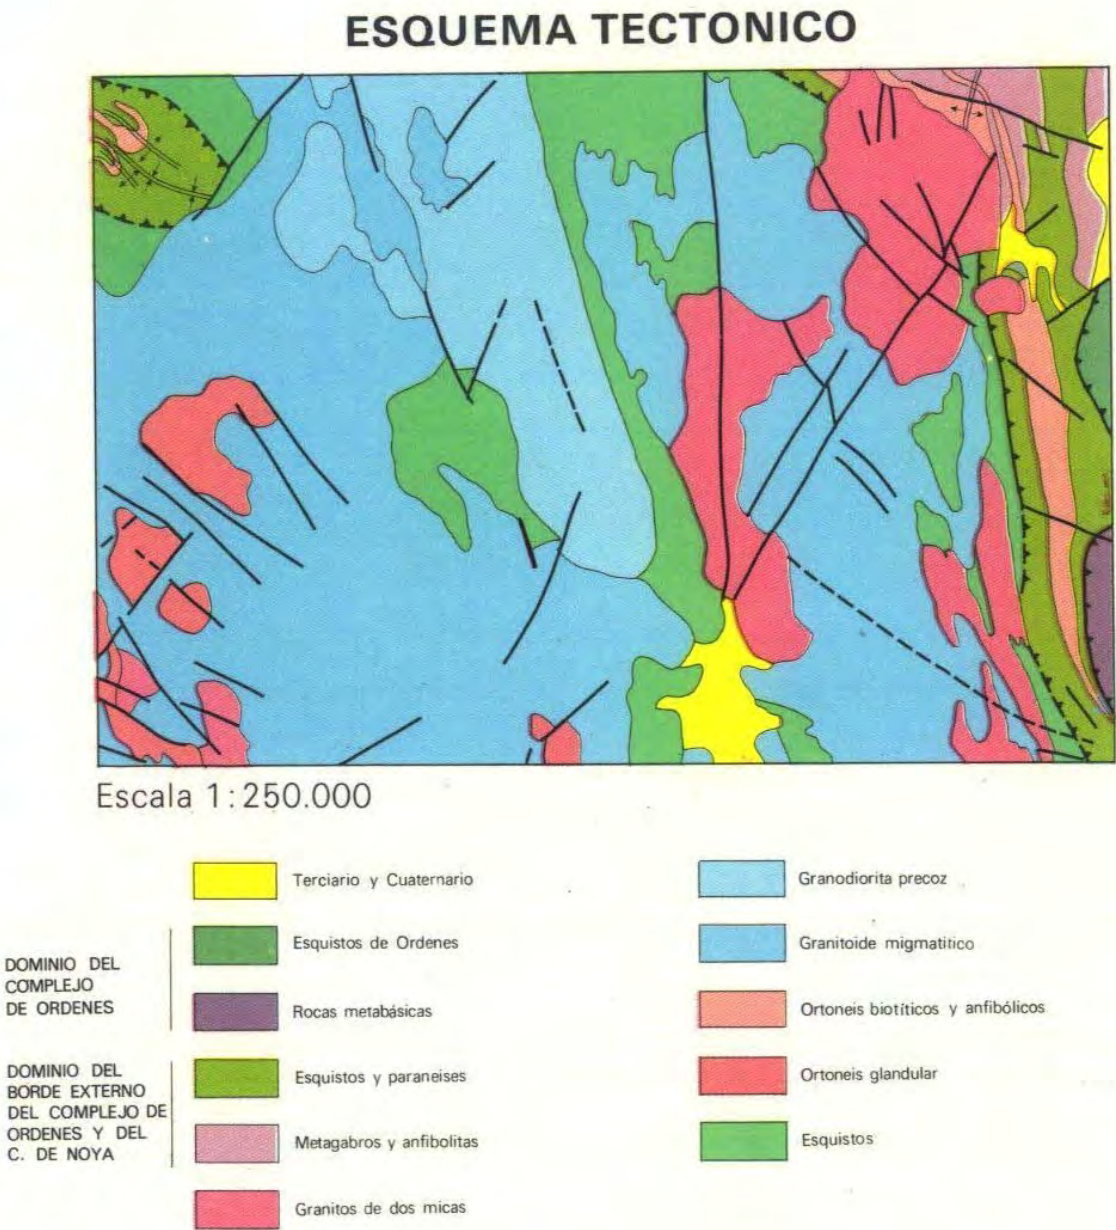 ESQUEMA TECTONICO
Escala 1:250.000
Terciario y Cuaternario
DOMINIO DEL
COMPLEJO
DE ORDENES
Esquistos de Ordenes
Rocas metabásicas
DOMINIO DEL
BORDE EXTERNO
DEL COMPLEJO DE
ORDENES Y DEL
C. DE NOYA
Esquistos y paraneises
Metagabros y anfibolitas
Granitos de dos micas
Granodiorita precoz
Granitoide migmatitico
Ortoneis biotíticos y anfibólicos
Ortoneis glandular
Esquistos